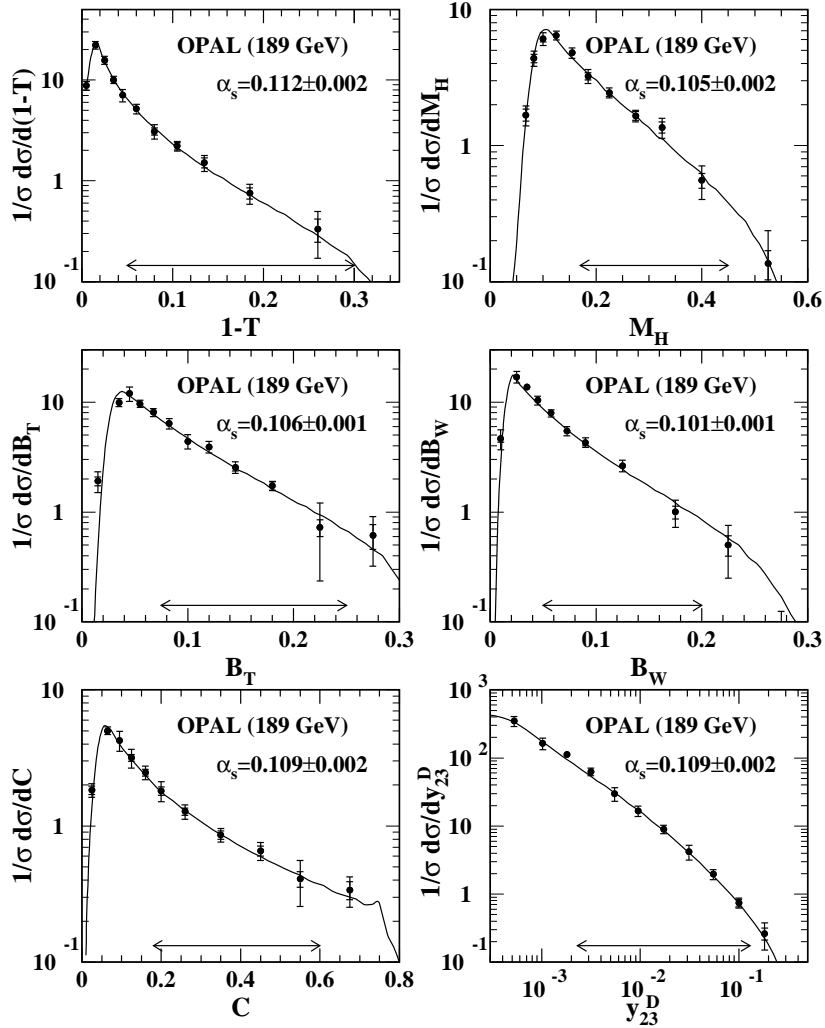 1/σ dσ/d(1-T)
OPAL (189 GeV)
α_s=0.112±0.002
10
1
10^-1
0 0.1 0.2 0.3
1-T
1/σ dσ/dM_H
OPAL (189 GeV)
α_s=0.105±0.002
10
1
10^-1
0 0.2 0.4 0.6
M_H
1/σ dσ/dB_T
OPAL (189 GeV)
α_s=0.106±0.001
10
1
10^-1
0 0.1 0.2 0.3
B_T
1/σ dσ/dB_W
OPAL (189 GeV)
α_s=0.101±0.001
10
1
10^-1
0 0.1 0.2 0.3
B_W
1/σ dσ/dC
OPAL (189 GeV)
α_s=0.109±0.002
10
1
10^-1
0 0.2 0.4 0.6 0.8
C
1/σ dσ/dy_23^D
OPAL (189 GeV)
α_s=0.109±0.002
10^3
10^2
10
1
10^-1
10^-3 10^-2 10^-1
y_23^D